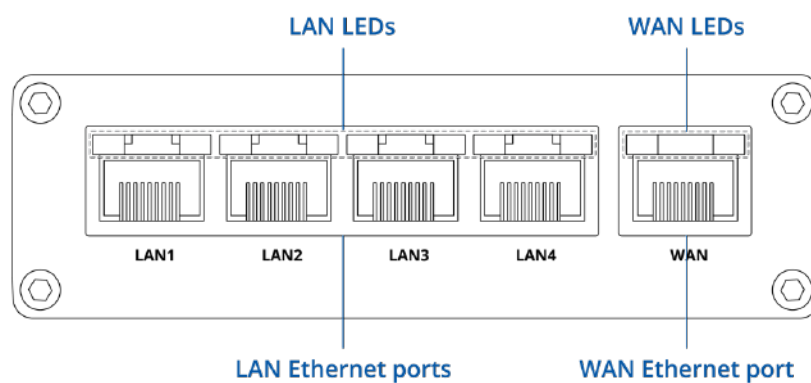 LAN LEDs WAN LEDs
LAN1 LAN2 LAN3 LAN4 WAN
LAN Ethernet ports WAN Ethernet port